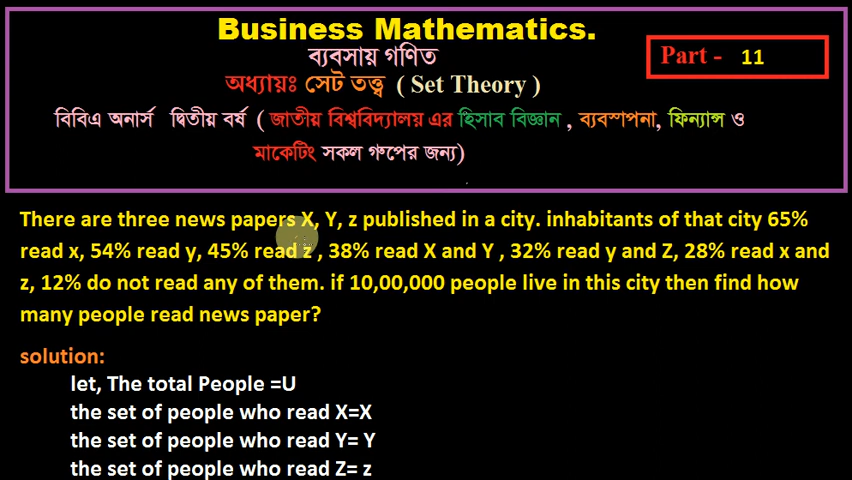 Business Mathematics.
ব্যবসায় গণিত
Part - 11
অধ্যায়ঃ সেট তত্ত্ব ( Set Theory )
বিবিএ অনার্স দ্বিতীয় বর্ষ ( জাতীয় বিশ্ববিদ্যালয় এর হিসাব বিজ্ঞান , ব্যবস্পপনা, ফিন্যান্স ও
মাকেটিং সকল গরুপের জন্য)
There are three news papers X, Y, z published in a city. inhabitants of that city 65%
read x, 54% read y, 45% read z , 38% read X and Y , 32% read y and Z, 28% read x and
z, 12% do not read any of them. if 10,00,000 people live in this city then find how
many people read news paper?
solution:
let, The total People =U
the set of people who read X=X
the set of people who read Y= Y
the set of people who read Z= z